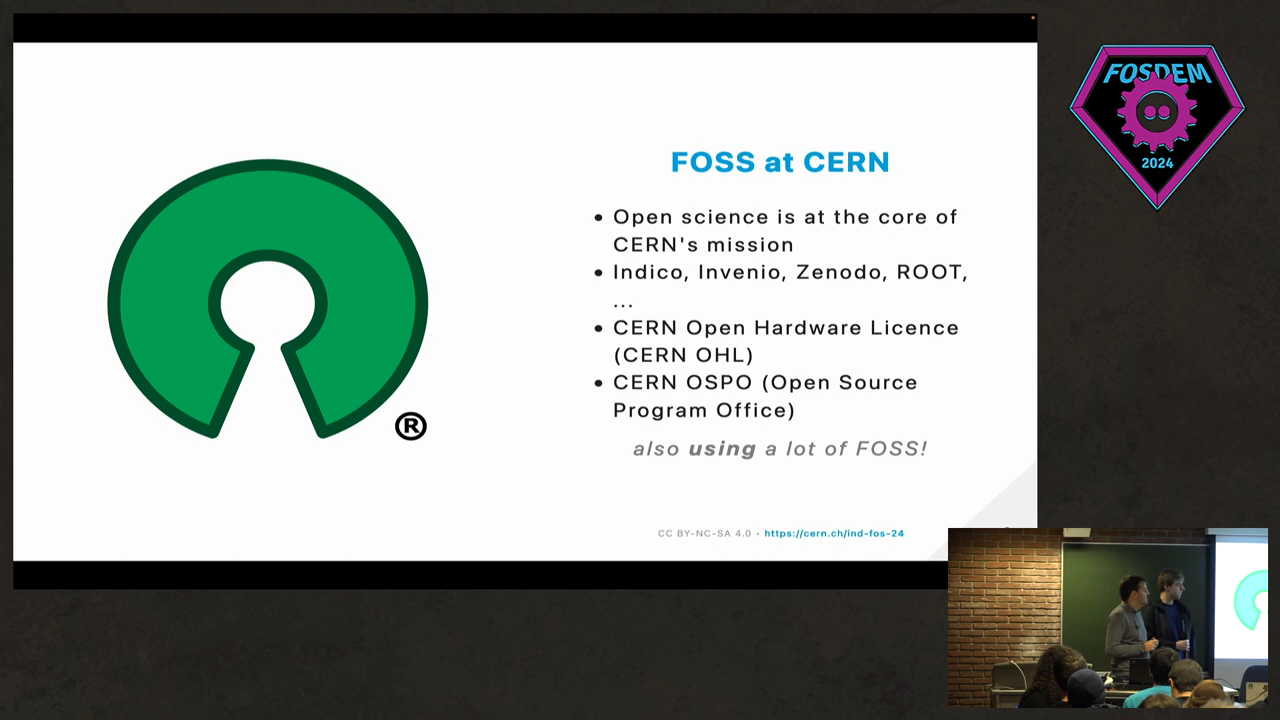 FOSDEM
2024
FOSS at CERN
• Open science is at the core of
CERN's mission
• Indico, Invenio, Zenodo, ROOT,
...
• CERN Open Hardware Licence
(CERN OHL)
• CERN OSPO (Open Source
Program Office)
also using a lot of FOSS!
®
CC BY-NC-SA 4.0 • https://cern.ch/ind-fos-24